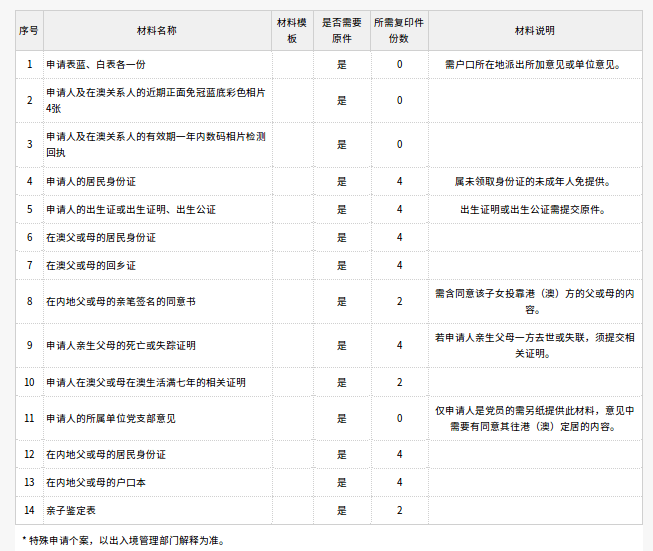 序号 材料名称 材料模板 是否需要原件 所需复印件份数 材料说明
1 申请表蓝、白表各一份 是 0 需户口所在地派出所加意见或单位意见。
2 申请人及在澳关系人的近期正面免冠蓝底彩色相片4张 是 0
3 申请人及在澳关系人的有效期一年内数码相片检测回执 是 0
4 申请人的居民身份证 是 4 属未领取身份证的未成年人免提供。
5 申请人的出生证或出生证明、出生公证 是 4 出生证明或出生公证需提交原件。
6 在澳父或母的居民身份证 是 4
7 在澳父或母的回乡证 是 4
8 在内地父或母的亲笔签名的同意书 是 2 需含同意该子女投靠港（澳）方的父或母的内容。
9 申请人亲生父母的死亡或失踪证明 是 4 若申请人亲生父母一方去世或失联，须提交相关证明。
10 申请人在澳父或母在澳生活满七年的相关证明 是 2
11 申请人的所属单位党支部意见 是 0 仅申请人是党员的需另纸提供此材料，意见中需要有同意其往港（澳）定居的内容。
12 在内地父或母的居民身份证 是 4
13 在内地父或母的户口本 是 4
14 亲子鉴定表 是 2
* 特殊申请个案，以出入境管理部门解释为准。